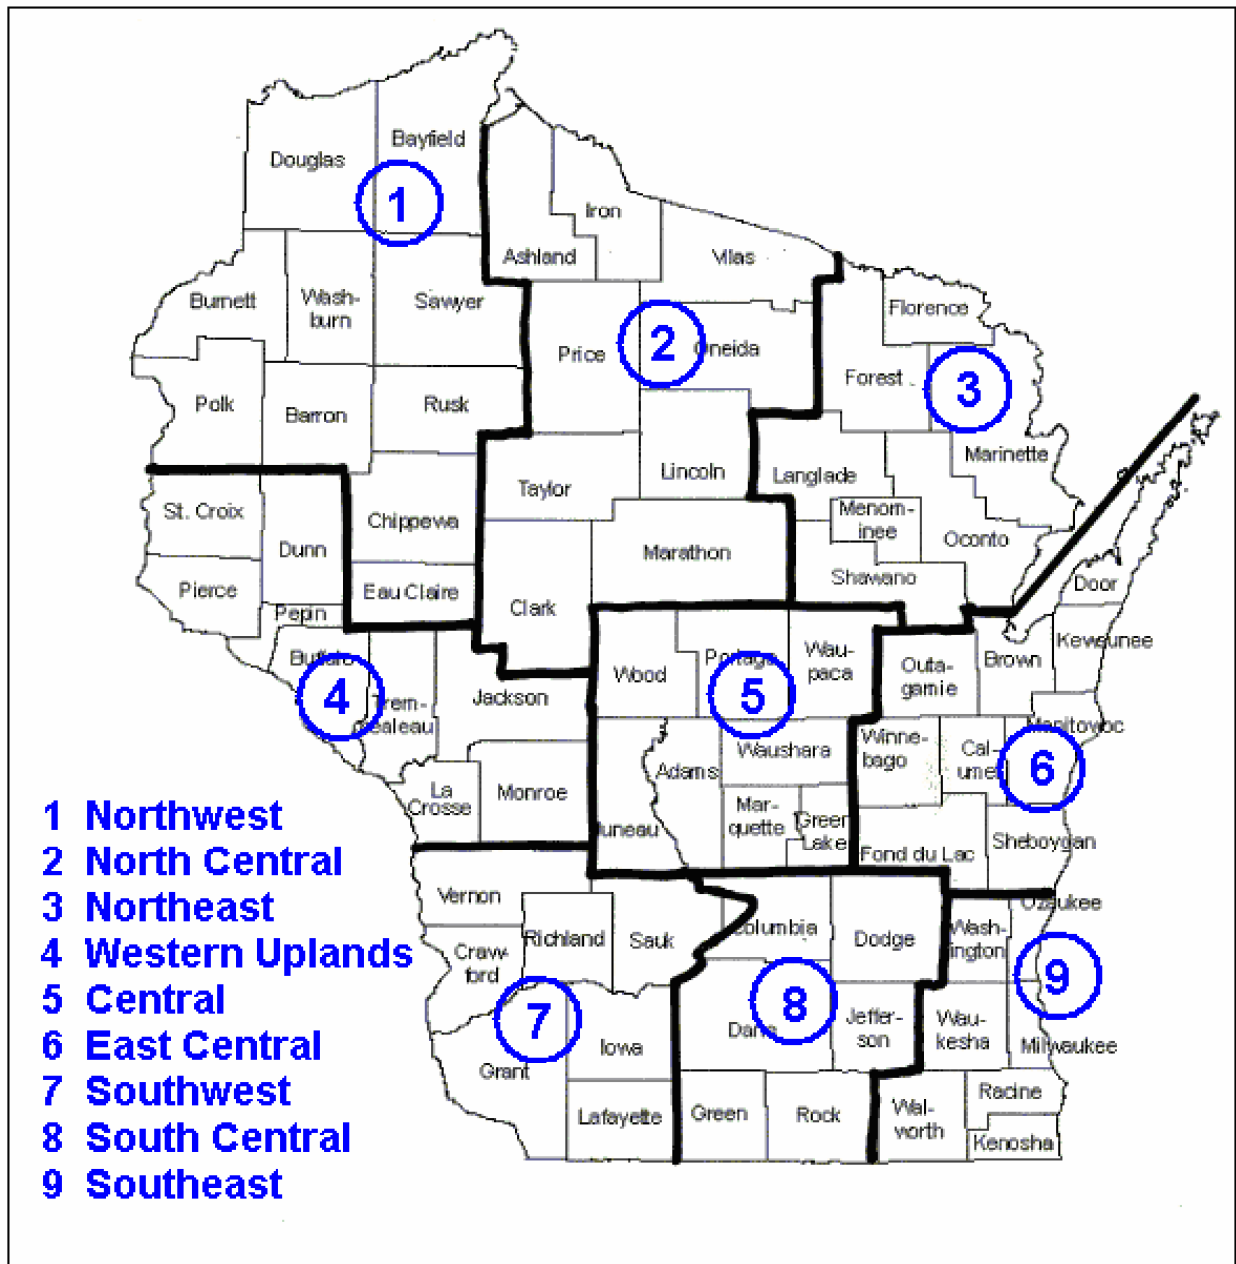 Bayfield
Douglas
1
Iron
Ashland
Vilas
Burnett
Wash-
burn
Sawyer
Florence
2
Price
Oneida
Forest
3
Polk
Barron
Rusk
Marinette
Lincoln
Langlade
Taylor
St. Croix
Chippewa
Menom-
inee
Oconto
Dunn
Marathon
Shawano
Door
Pierce
Eau Claire
Clark
Pepin
Kewaunee
Buffalo
Portage
Wau-
paca
Brown
Outa-
gamie
Wood
4
Trem-
pealeau
Jackson
5
Manitowoc
Winne-
bago
Cal-
umet
6
Waushara
Adams
La
Crosse
Monroe
Mar-
quette
Green
Lake
Juneau
Fond du Lac
Sheboygan
1 Northwest
2 North Central
3 Northeast
4 Western Uplands
5 Central
6 East Central
7 Southwest
8 South Central
9 Southeast
Vernon
Ozaukee
Richland
Sauk
Columbia
Dodge
Wash-
ington
Craw-
ford
9
7
8
Dane
Jeffer-
son
Wau-
kesha
Milwaukee
Iowa
Grant
Racine
Lafayette
Green
Rock
Wal-
worth
Kenosha